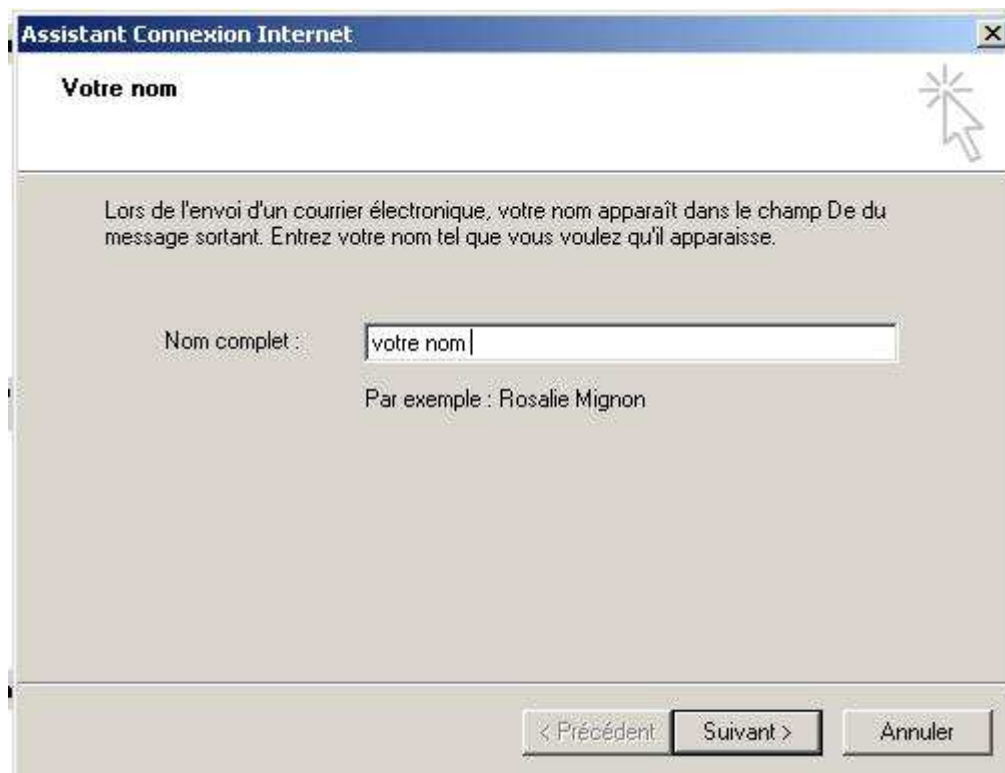 Assistant Connexion Internet
Votre nom
Lors de l'envoi d'un courrier électronique, votre nom apparaît dans le champ De du
message sortant. Entrez votre nom tel que vous voulez qu'il apparaisse.
Nom complet : votre nom
Par exemple : Rosalie Mignon
< Précédent Suivant > Annuler